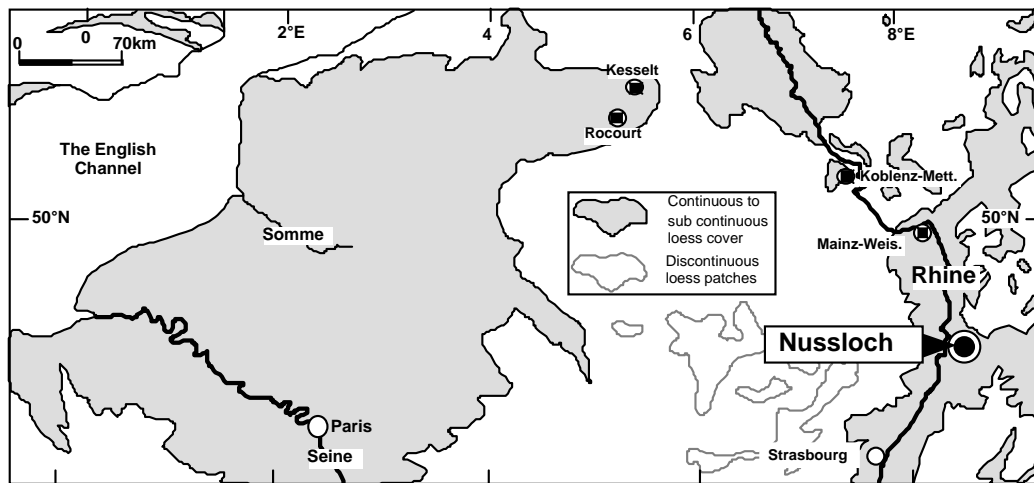 0
0
70km
2°E
4
6
8°E
Kesselt
Rocourt
The English
Channel
Koblenz-Mett.
Continuous to
sub continuous
loess cover
50°N
50°N
Somme
Mainz-Weis.
Discontinuous
loess patches
Rhine
Nussloch
Paris
Seine
Strasbourg